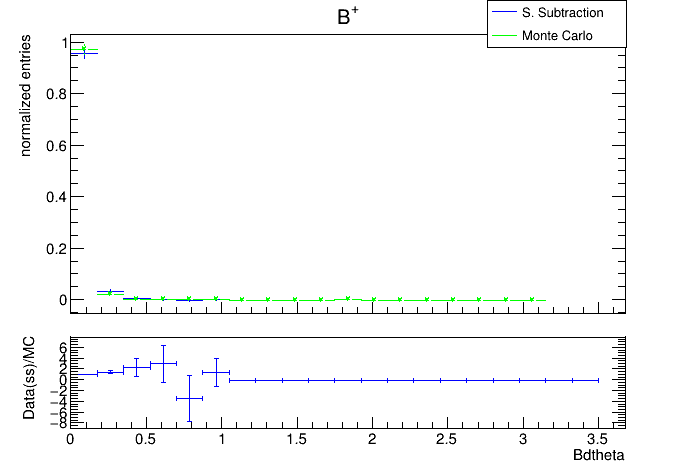 B+
S. Subtraction
Monte Carlo
normalized entries
1
0.8
0.6
0.4
0.2
0
Data(ss)/MC
6
4
2
0
−2
−4
−6
−8
0 0.5 1 1.5 2 2.5 3 3.5
Bdtheta